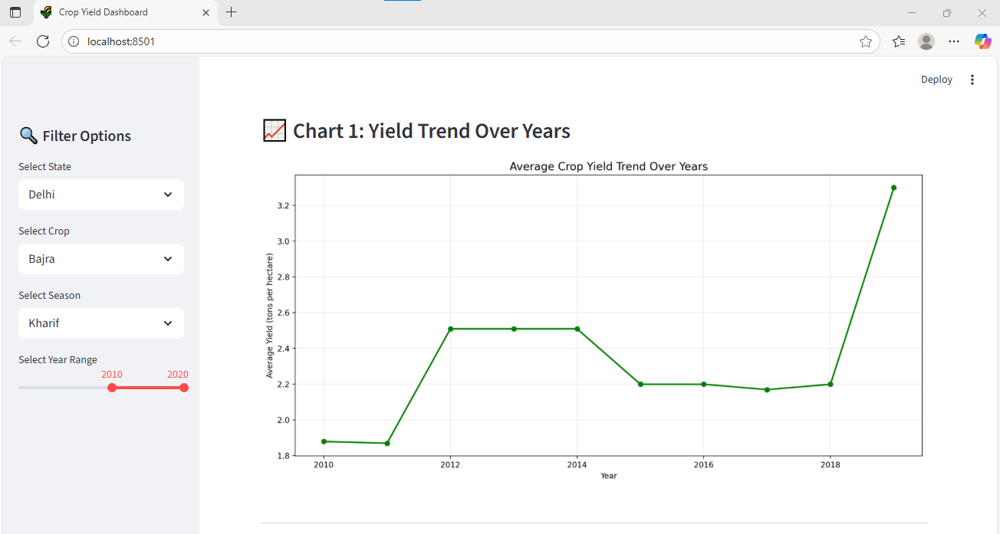 Crop Yield Dashboard
localhost:8501
Deploy
Filter Options
Select State
Delhi
Select Crop
Bajra
Select Season
Kharif
Select Year Range
2010 2020
Chart 1: Yield Trend Over Years
Average Crop Yield Trend Over Years
Average Yield (tons per hectare)
3.2
3.0
2.8
2.6
2.4
2.2
2.0
1.8
2010 2012 2014 2016 2018
Year